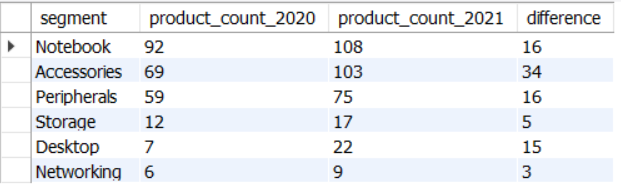 segment product_count_2020 product_count_2021 difference
Notebook 92 108 16
Accessories 69 103 34
Peripherals 59 75 16
Storage 12 17 5
Desktop 7 22 15
Networking 6 9 3